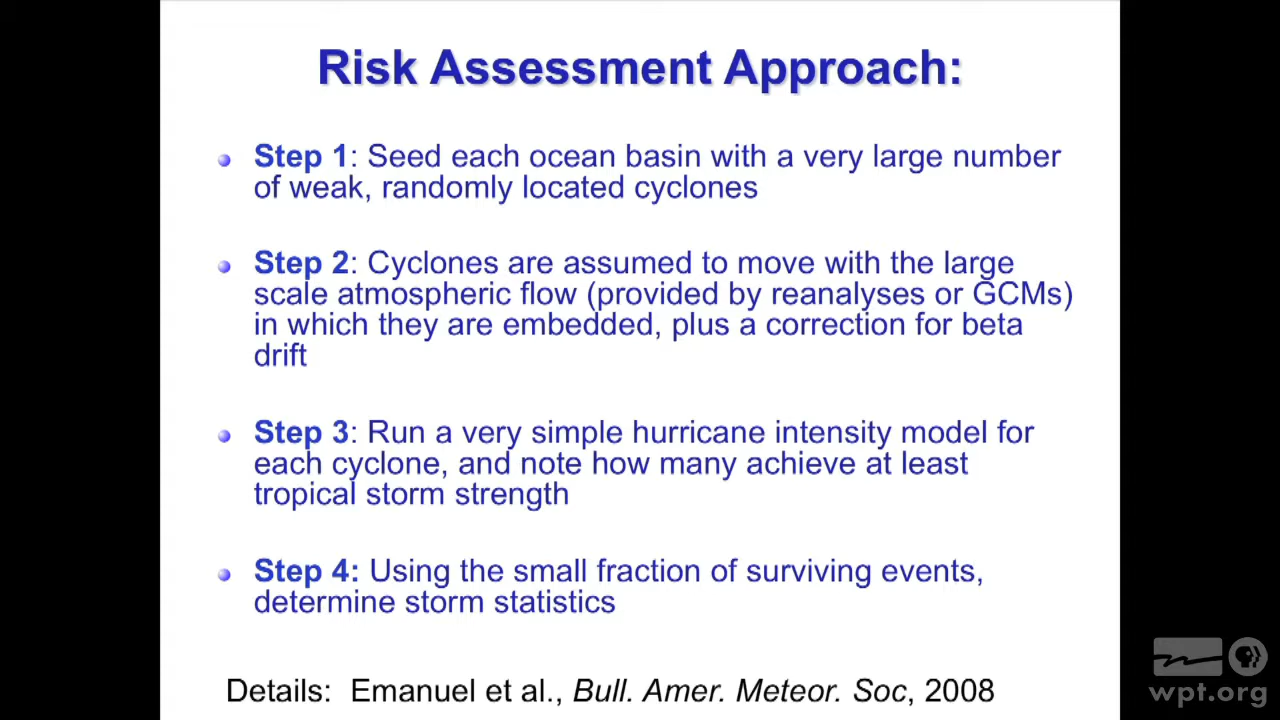 Risk Assessment Approach:
Step 1: Seed each ocean basin with a very large number
of weak, randomly located cyclones
Step 2: Cyclones are assumed to move with the large
scale atmospheric flow (provided by reanalyses or GCMs)
in which they are embedded, plus a correction for beta
drift
Step 3: Run a very simple hurricane intensity model for
each cyclone, and note how many achieve at least
tropical storm strength
Step 4: Using the small fraction of surviving events,
determine storm statistics
Details: Emanuel et al., Bull. Amer. Meteor. Soc, 2008
wpt.org